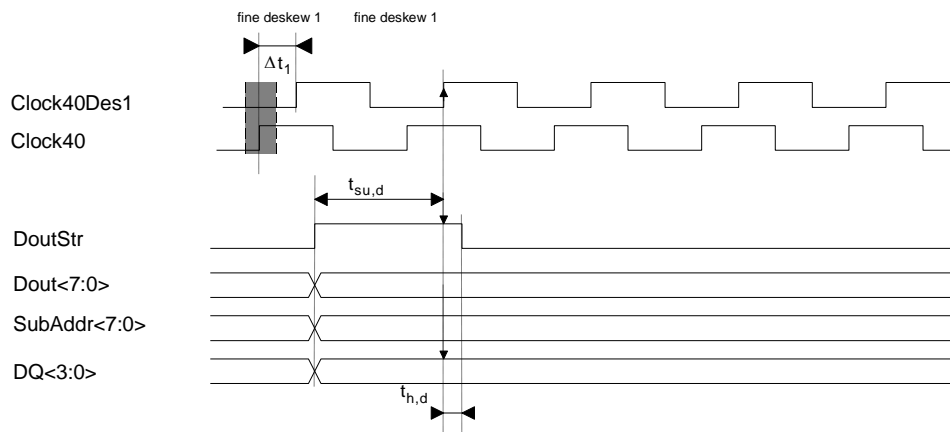 fine deskew 1 fine deskew 1
Δt1
Clock40Des1
Clock40
tsu,d
DoutStr
Dout<7:0>
SubAddr<7:0>
DQ<3:0>
th,d